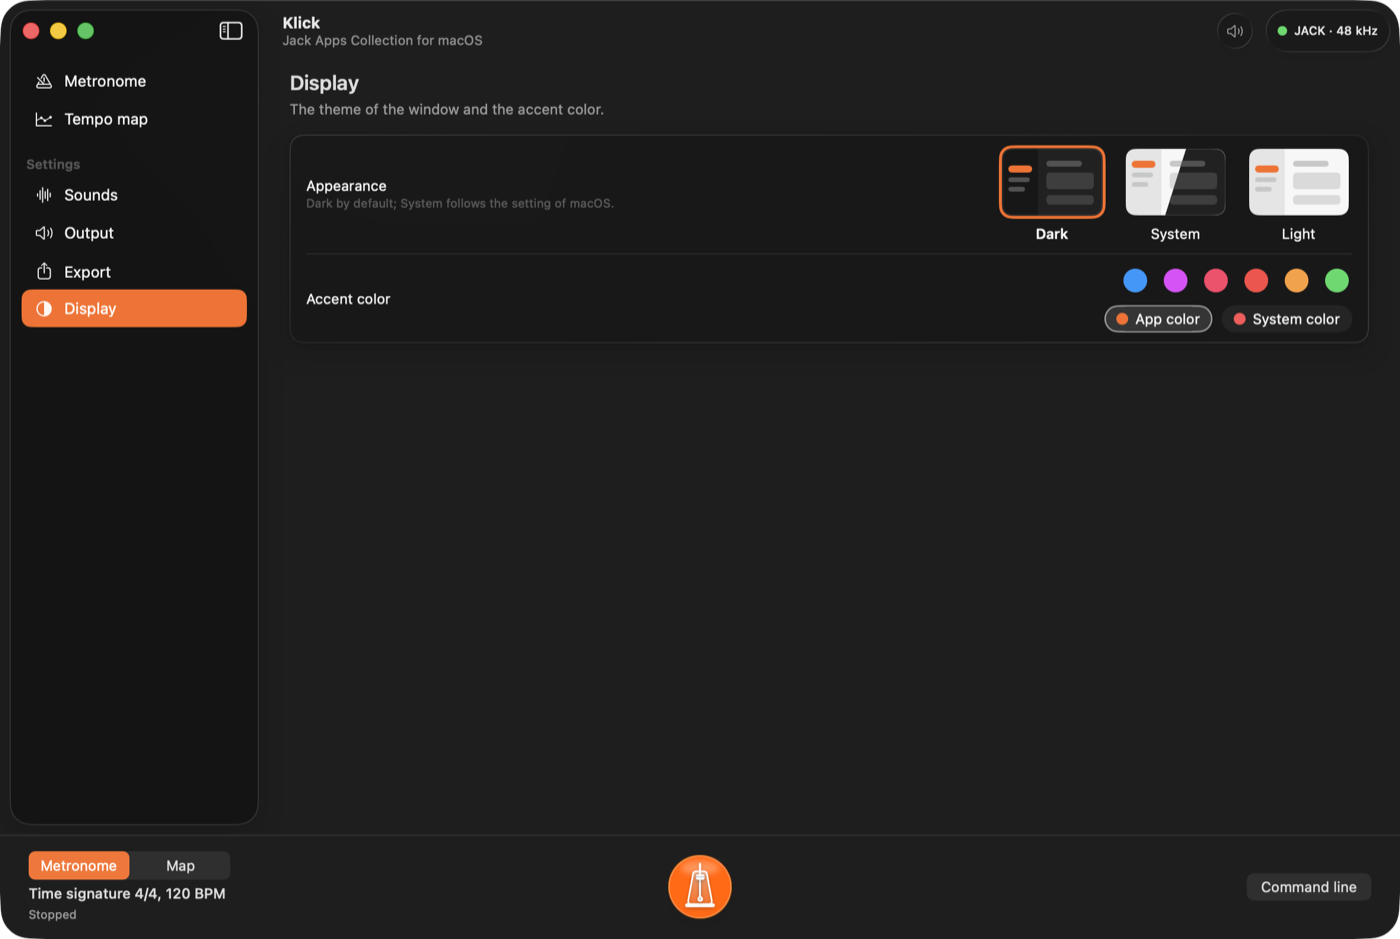 Klick
Jack Apps Collection for macOS
JACK · 48 kHz
Metronome
Tempo map
Settings
Sounds
Output
Export
Display
Display
The theme of the window and the accent color.
Appearance
Dark by default; System follows the setting of macOS.
Dark
System
Light
Accent color
App color
System color
Metronome
Map
Time signature 4/4, 120 BPM
Stopped
Command line